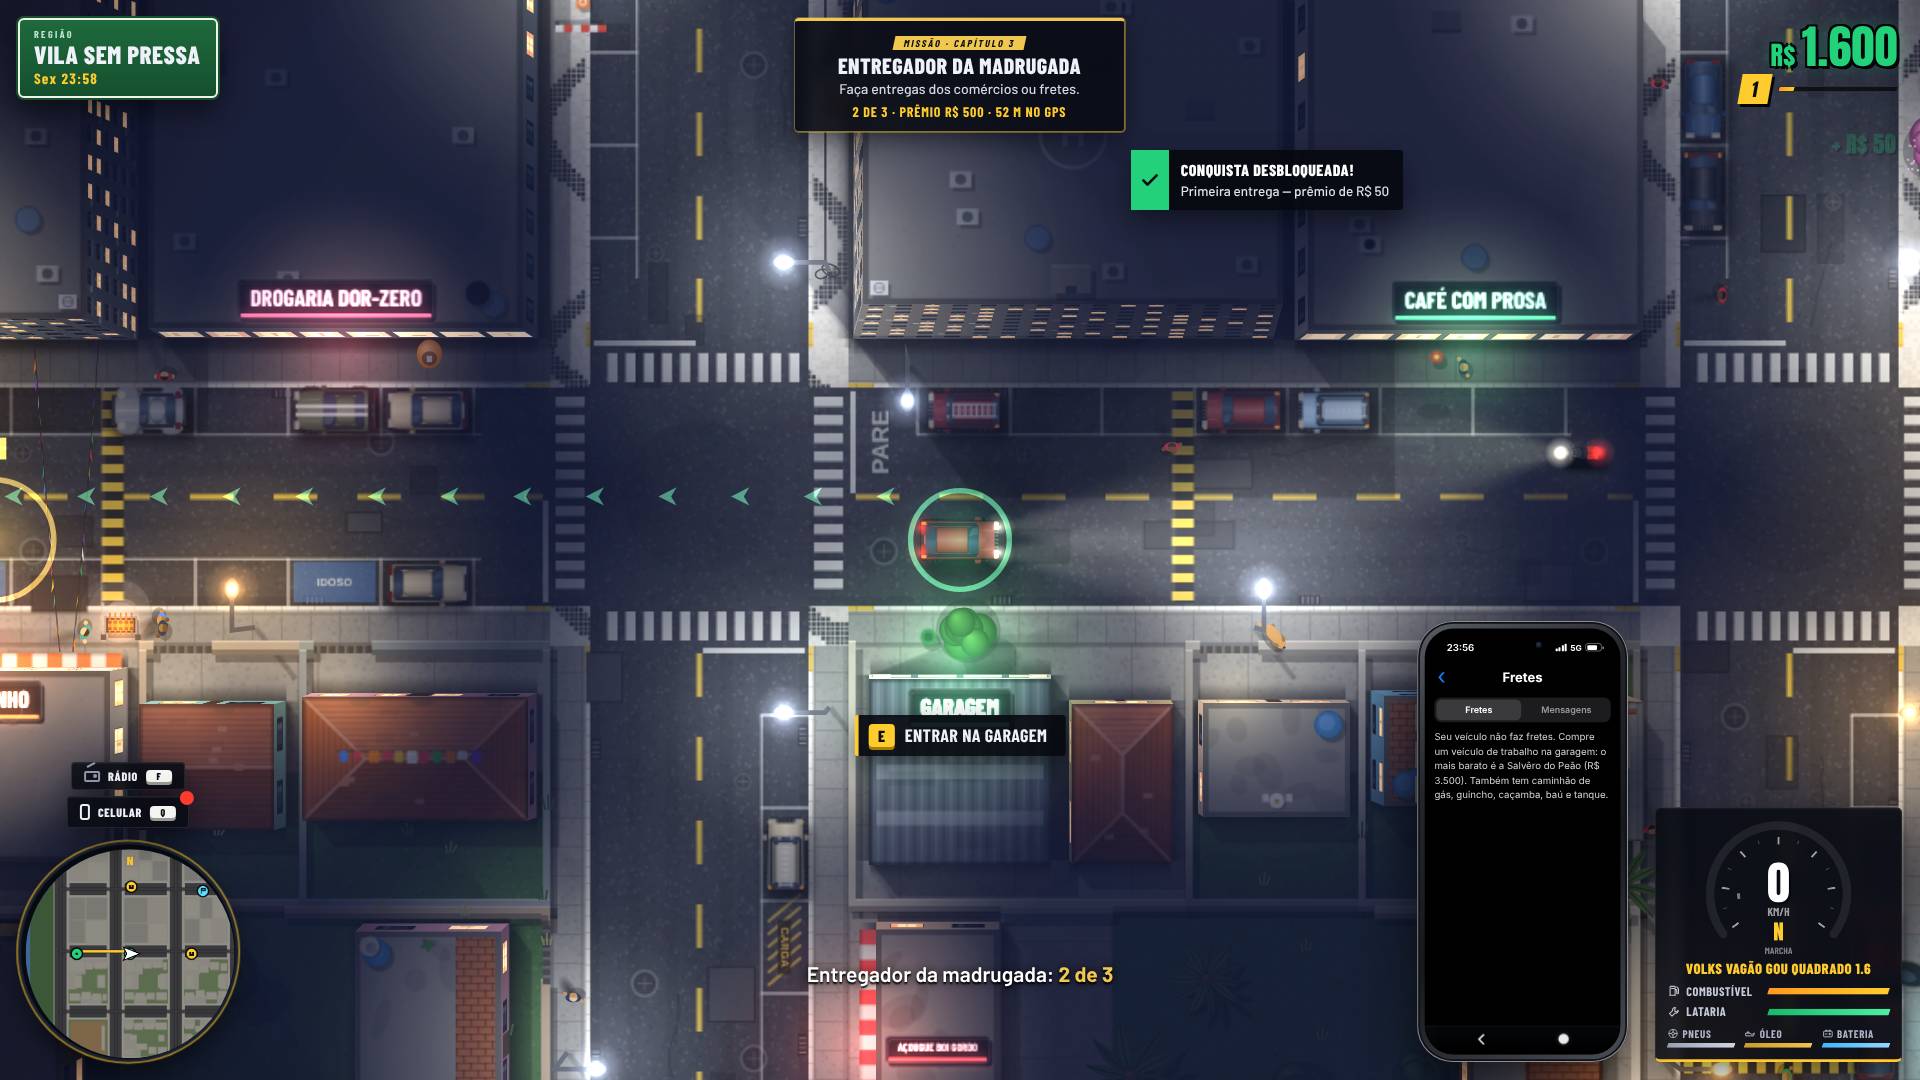 REGIÃO
VILA SEM PRESSA
Sex 23:58
MISSÃO · CAPÍTULO 3
ENTREGADOR DA MADRUGADA
Faça entregas dos comércios ou fretes.
2 DE 3 · PRÊMIO R$ 500 · 52 M NO GPS
R$ 1.600
1
+ R$ 50
CONQUISTA DESBLOQUEADA!
Primeira entrega — prêmio de R$ 50
DROGARIA DOR-ZERO
CAFÉ COM PROSA
PARE
IDOSO
NHO
GARAGEM
E ENTRAR NA GARAGEM
RÁDIO F
CELULAR Q
N
CARGA
Entregador da madrugada: 2 de 3
AÇOUGUE BOI GORDO
23:56
5G
Fretes
Fretes Mensagens
Seu veículo não faz fretes. Compre
um veículo de trabalho na garagem: o
mais barato é a Salvêro do Peão (R$
3.500). Também tem caminhão de
gás, guincho, caçamba, baú e tanque.
0
KM/H
N
MARCHA
VOLKS VAGÃO GOU QUADRADO 1.6
COMBUSTÍVEL
LATARIA
PNEUS ÓLEO BATERIA